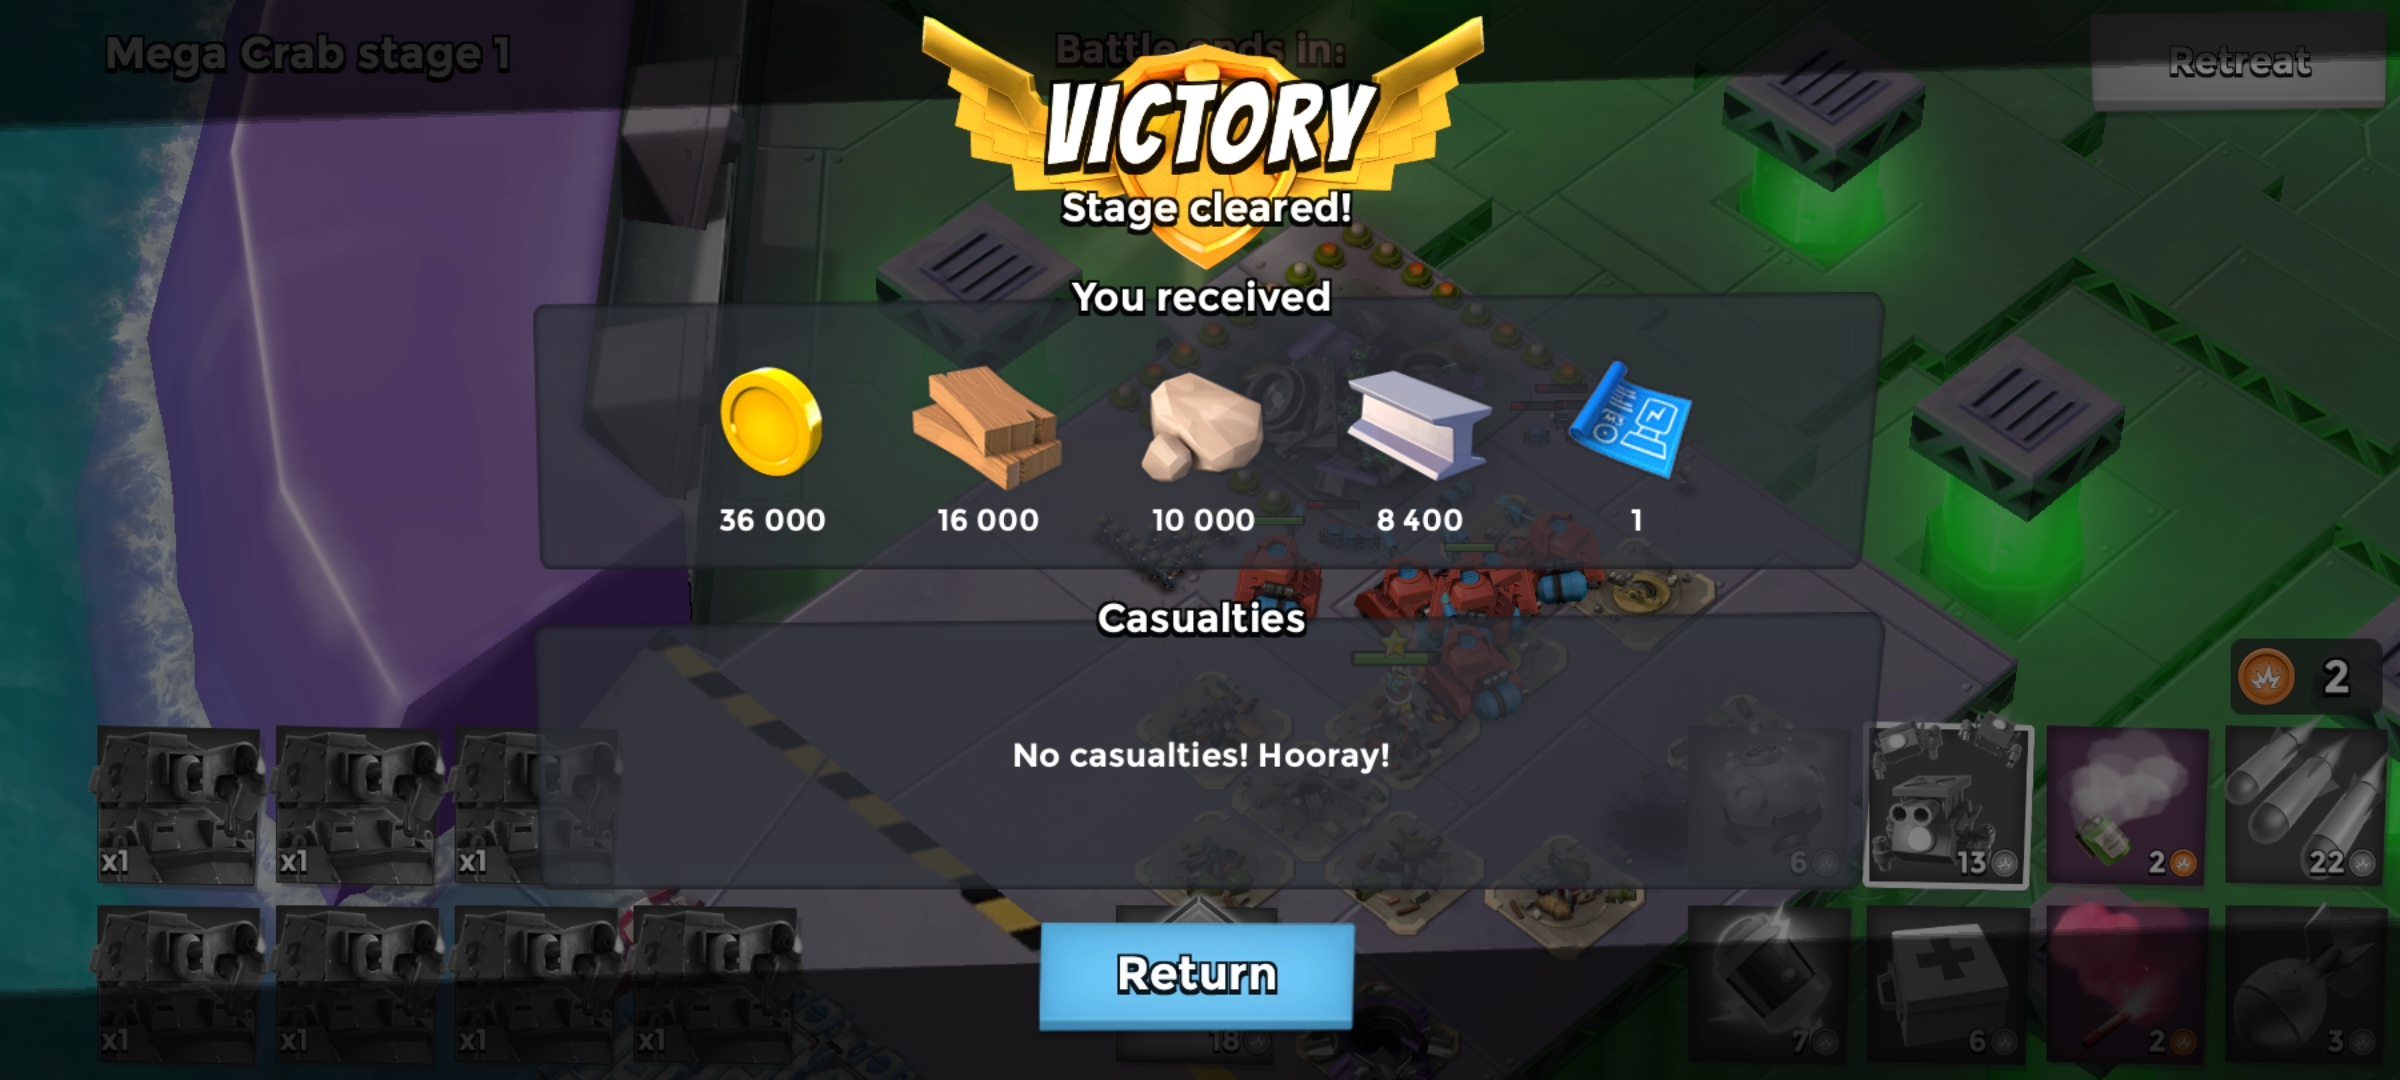 Mega Crab stage 1
Battle ends in:
Retreat
VICTORY
Stage cleared!
You received
36 000
16 000
10 000
8 400
1
Casualties
No casualties! Hooray!
2
x1
x1
x1
6
13
2
22
x1
x1
x1
x1
Return
18
7
6
2
3